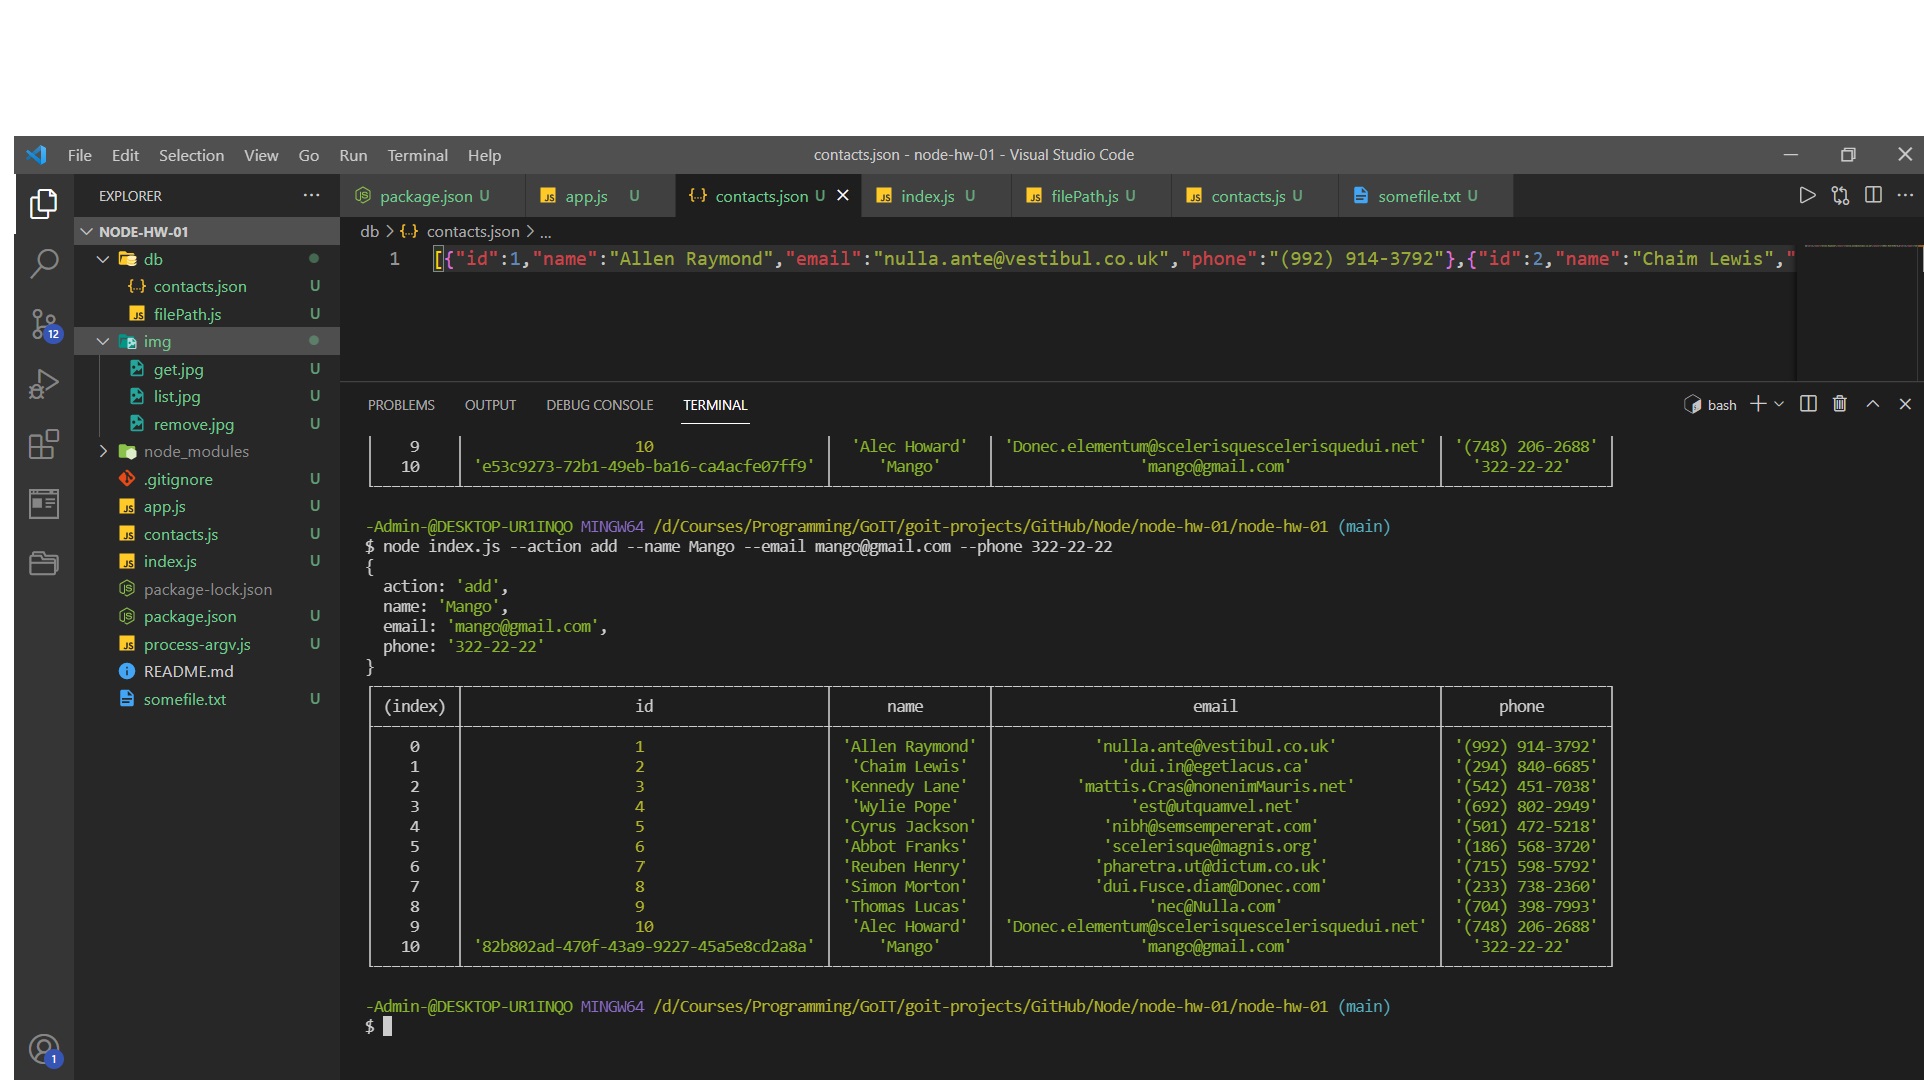 File Edit Selection View Go Run Terminal Help contacts.json - node-hw-01 - Visual Studio Code
EXPLORER ···
package.json U app.js U {..} contacts.json U index.js U filePath.js U contacts.js U somefile.txt U
NODE-HW-01
db
{..} contacts.json U
JS filePath.js U
img
get.jpg U
list.jpg U
remove.jpg U
node_modules
.gitignore U
JS app.js U
JS contacts.js U
JS index.js U
package-lock.json
package.json U
JS process-argv.js U
README.md
somefile.txt U
12
1
db > {..} contacts.json > ...
1 [{"id":1,"name":"Allen Raymond","email":"nulla.ante@vestibul.co.uk","phone":"(992) 914-3792"},{"id":2,"name":"Chaim Lewis","
PROBLEMS OUTPUT DEBUG CONSOLE TERMINAL bash
9 10 'Alec Howard' 'Donec.elementum@scelerisquescelerisquedui.net' '(748) 206-2688'
10 'e53c9273-72b1-49eb-ba16-ca4acfe07ff9' 'Mango' 'mango@gmail.com' '322-22-22'
-Admin-@DESKTOP-UR1INQO MINGW64 /d/Courses/Programming/GoIT/goit-projects/GitHub/Node/node-hw-01/node-hw-01 (main)
$ node index.js --action add --name Mango --email mango@gmail.com --phone 322-22-22
{
action: 'add',
name: 'Mango',
email: 'mango@gmail.com',
phone: '322-22-22'
}
(index) id name email phone
0 1 'Allen Raymond' 'nulla.ante@vestibul.co.uk' '(992) 914-3792'
1 2 'Chaim Lewis' 'dui.in@egetlacus.ca' '(294) 840-6685'
2 3 'Kennedy Lane' 'mattis.Cras@nonenimMauris.net' '(542) 451-7038'
3 4 'Wylie Pope' 'est@utquamvel.net' '(692) 802-2949'
4 5 'Cyrus Jackson' 'nibh@semsempererat.com' '(501) 472-5218'
5 6 'Abbot Franks' 'scelerisque@magnis.org' '(186) 568-3720'
6 7 'Reuben Henry' 'pharetra.ut@dictum.co.uk' '(715) 598-5792'
7 8 'Simon Morton' 'dui.Fusce.diam@Donec.com' '(233) 738-2360'
8 9 'Thomas Lucas' 'nec@Nulla.com' '(704) 398-7993'
9 10 'Alec Howard' 'Donec.elementum@scelerisquescelerisquedui.net' '(748) 206-2688'
10 '82b802ad-470f-43a9-9227-45a5e8cd2a8a' 'Mango' 'mango@gmail.com' '322-22-22'
-Admin-@DESKTOP-UR1INQO MINGW64 /d/Courses/Programming/GoIT/goit-projects/GitHub/Node/node-hw-01/node-hw-01 (main)
$